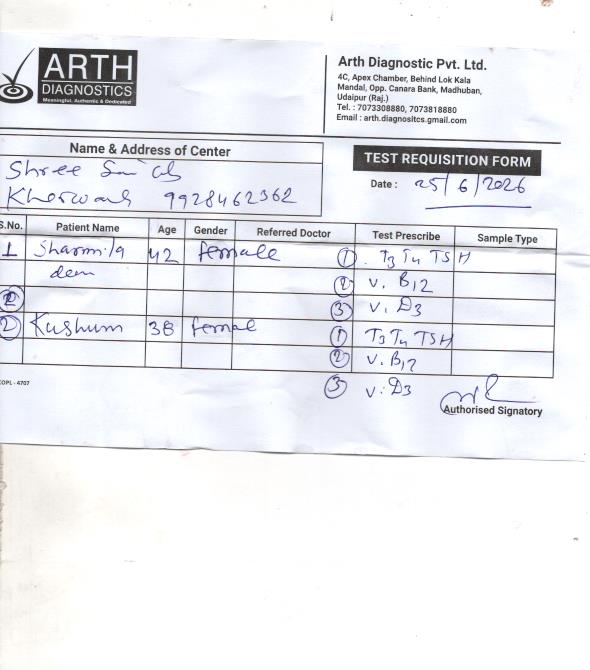 ARTH
DIAGNOSTICS
Meaningful, Authentic & Dedicated
Arth Diagnostic Pvt. Ltd.
4C, Apex Chamber, Behind Lok Kala
Mandal, Opp. Canara Bank, Madhuban,
Udaipur (Raj.)
Tel. : 7073308880, 7073818880
Email : arth.diagnositcs.gmail.com
Name & Address of Center
TEST REQUISITION FORM
Shree
9928462362
Date : 25/6/2026
S.No. Patient Name Age Gender Referred Doctor Test Prescribe Sample Type
1 Sharmila 42 female ① T3 T4 TSH
② V. B12
②
③ V. D3
② Kushum 38 femal ① T3 T4 TSH
② V. B12
③ V. D3
COPL - 4707
Authorised Signatory